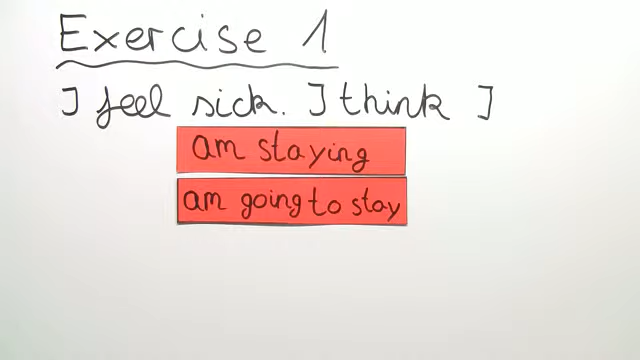 Exercise 1
I feel sick. I think I
am staying
am going to stay